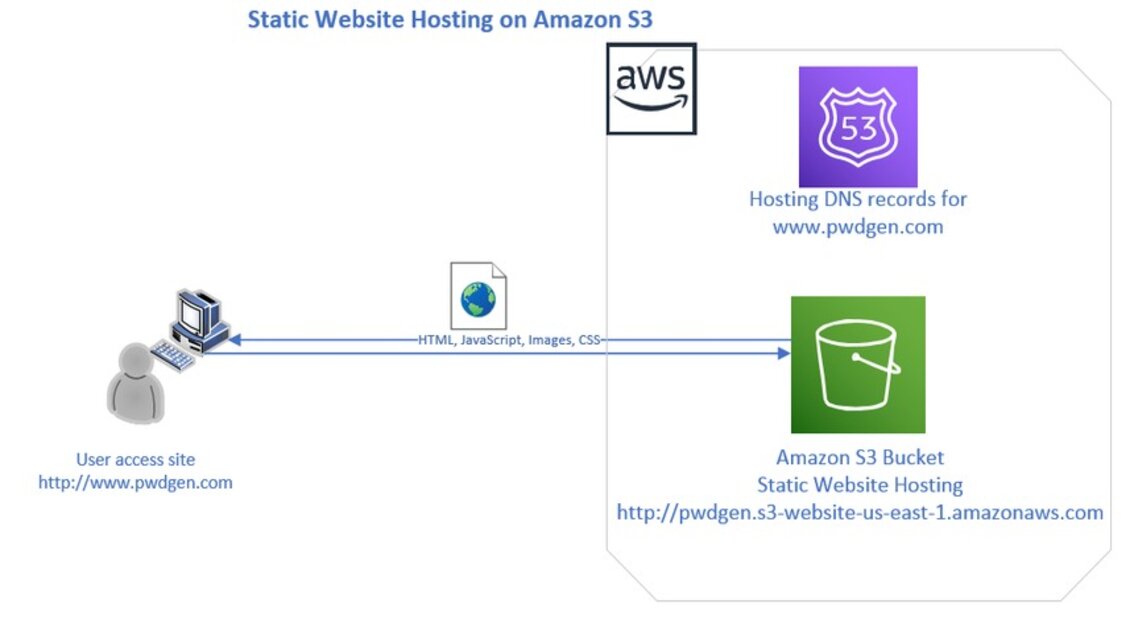 Static Website Hosting on Amazon S3
aws
53
Hosting DNS records for
www.pwdgen.com
HTML, JavaScript, Images, CSS
User access site
http://www.pwdgen.com
Amazon S3 Bucket
Static Website Hosting
http://pwdgen.s3-website-us-east-1.amazonaws.com